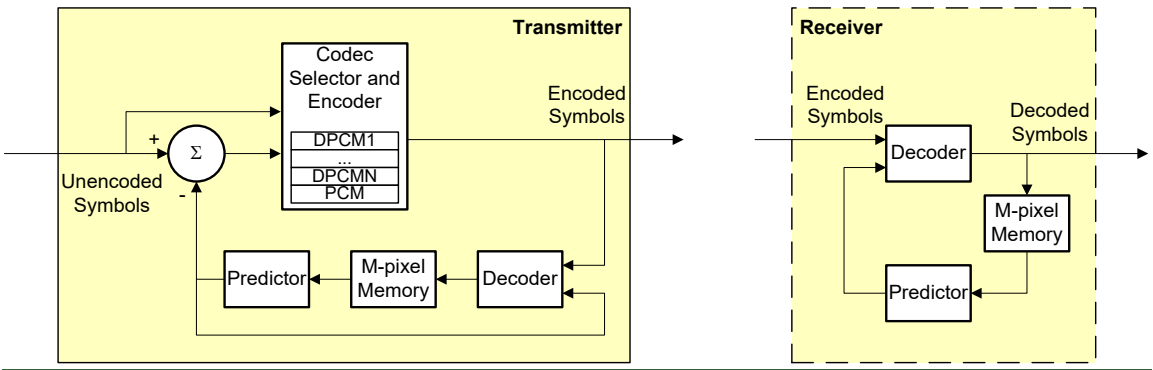 Transmitter
Codec
Selector and
Encoder
DPCM1
...
DPCMN
PCM
Encoded
Symbols
+
Σ
-
Unencoded
Symbols
Predictor
M-pixel
Memory
Decoder
Receiver
Encoded
Symbols
Decoded
Symbols
Decoder
M-pixel
Memory
Predictor